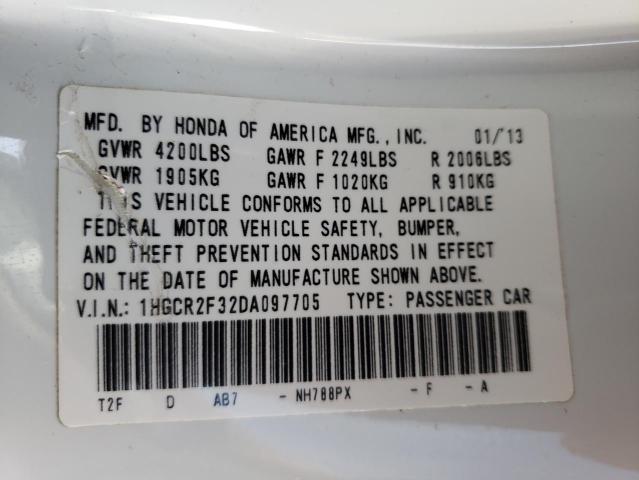 MFD. BY HONDA OF AMERICA MFG., INC. 01/13
GVWR 4200LBS GAWR F 2249LBS R 2006LBS
GVWR 1905KG GAWR F 1020KG R 910KG
THIS VEHICLE CONFORMS TO ALL APPLICABLE
FEDERAL MOTOR VEHICLE SAFETY, BUMPER,
AND THEFT PREVENTION STANDARDS IN EFFECT
ON THE DATE OF MANUFACTURE SHOWN ABOVE.
V.I.N.: 1HGCR2F32DA097705 TYPE: PASSENGER CAR
T2F D AB7 - NH788PX - F - A